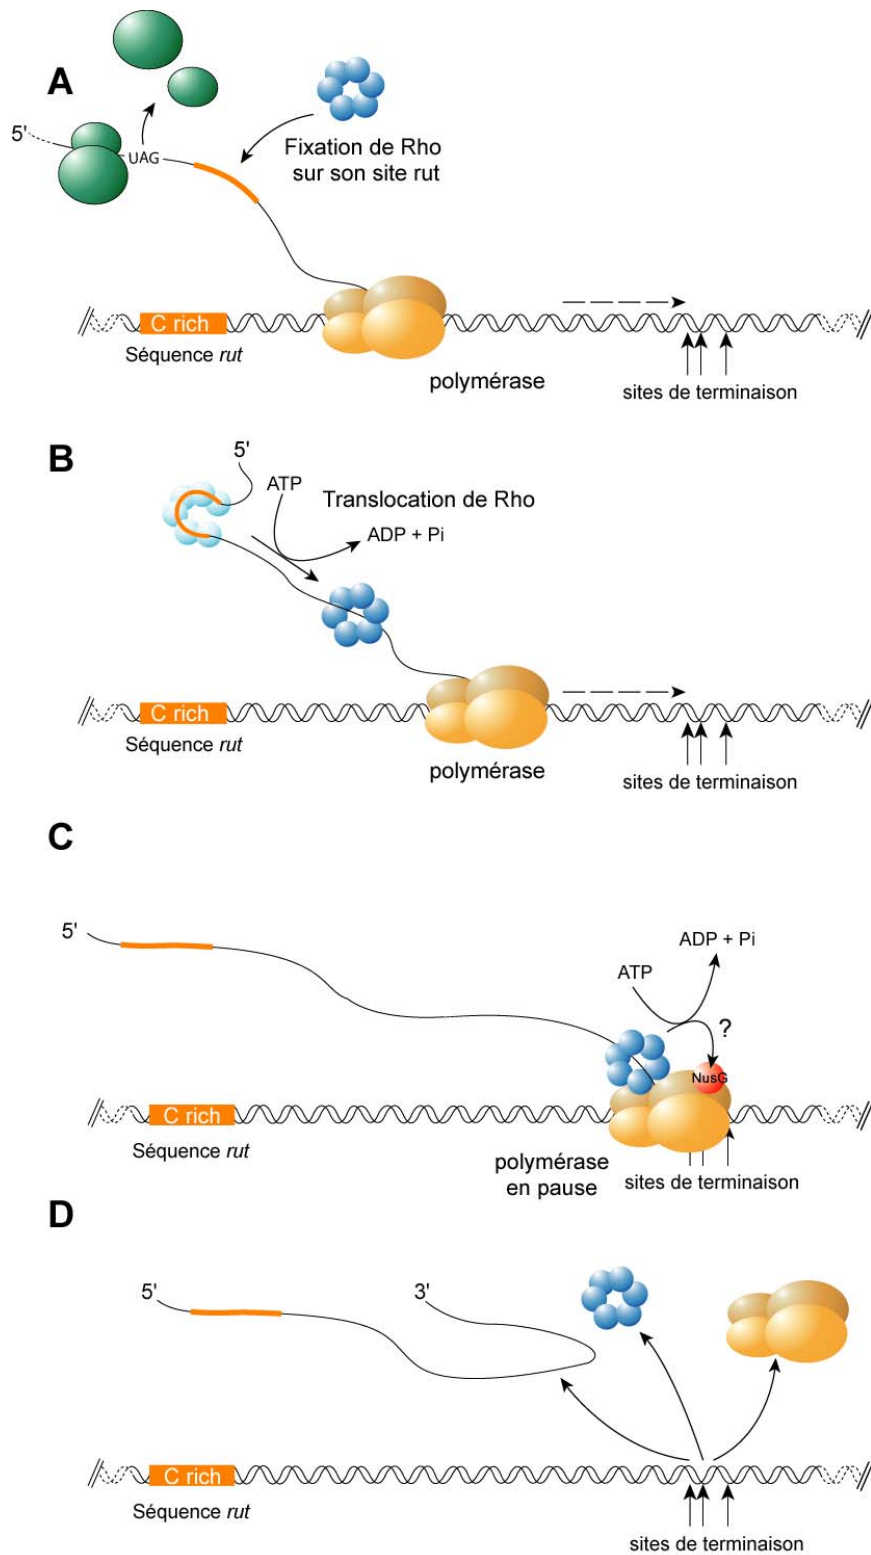 A
5'
UAG
Fixation de Rho
sur son site rut
C rich
Séquence rut
polymérase
sites de terminaison
B
5'
ATP
Translocation de Rho
ADP + Pi
C rich
Séquence rut
polymérase
sites de terminaison
C
5'
ADP + Pi
ATP
?
NusG
C rich
Séquence rut
polymérase
en pause
sites de terminaison
D
5'
3'
C rich
Séquence rut
sites de terminaison